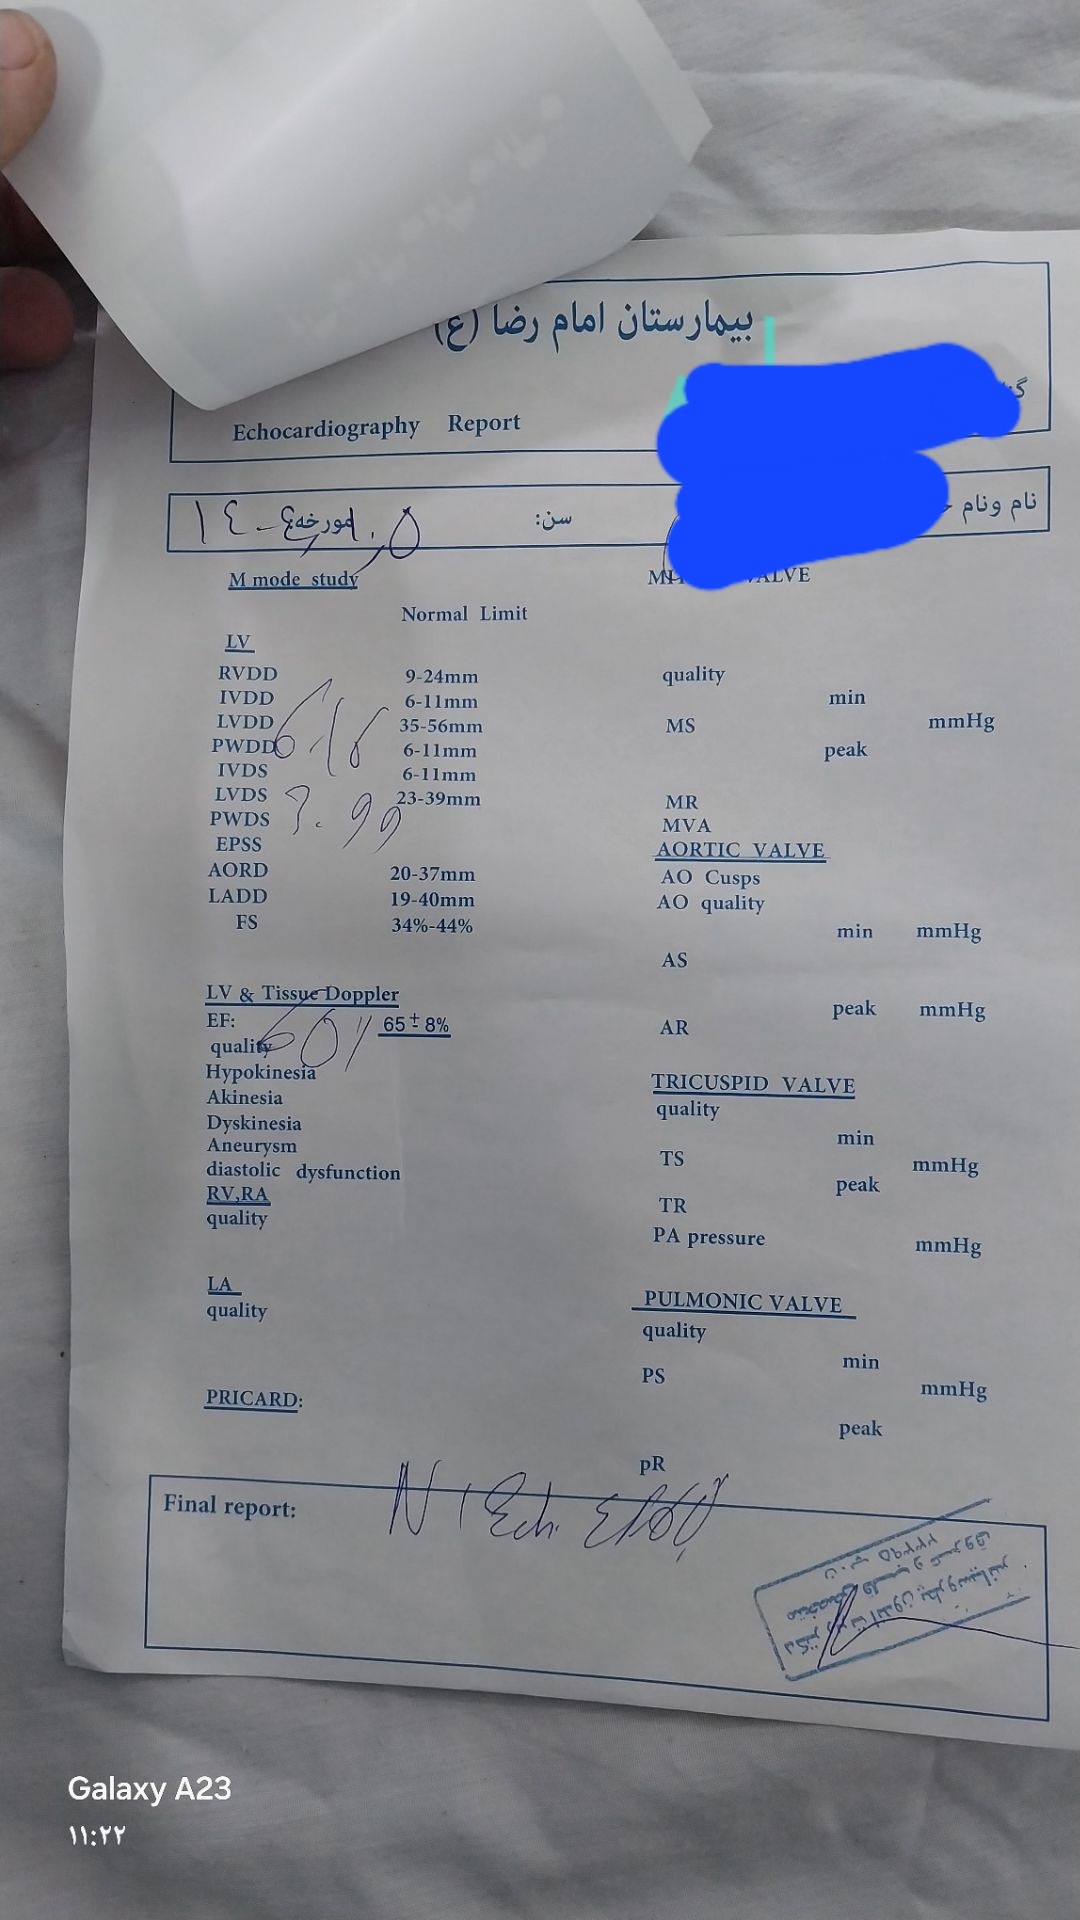 بیمارستان امام رضا (ع)
Echocardiography Report
نام ونام
سن:
مورخه
M mode study
Normal Limit
LV
RVDD 9-24mm
IVDD 6-11mm
LVDD 35-56mm
PWDD 6-11mm
IVDS 6-11mm
LVDS 23-39mm
PWDS
EPSS
AORD 20-37mm
LADD 19-40mm
FS 34%-44%
LV & Tissue Doppler
EF: 60% 65 ± 8%
quality
Hypokinesia
Akinesia
Dyskinesia
Aneurysm
diastolic dysfunction
RV,RA
quality
LA
quality
PRICARD:
VALVE
quality
min
MS mmHg
peak
MR
MVA
AORTIC VALVE
AO Cusps
AO quality
min mmHg
AS
peak mmHg
AR
TRICUSPID VALVE
quality
min
TS mmHg
peak
TR
PA pressure mmHg
PULMONIC VALVE
quality
min
PS mmHg
peak
pR
Final report:
متخصص قلب و عروق
Galaxy A23
۱۱:۲۲